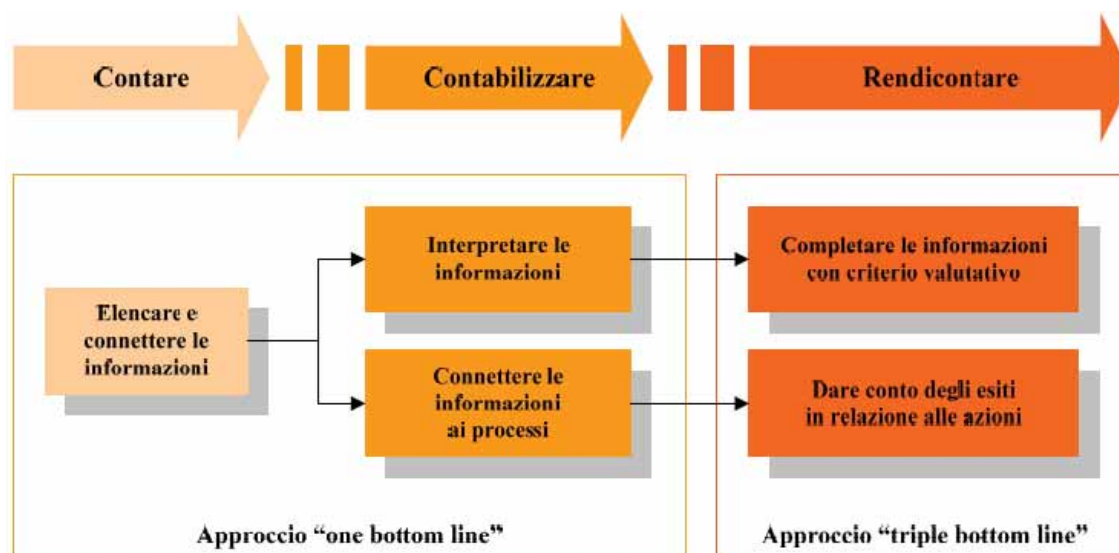 Contare
Contabilizzare
Rendicontare
Elencare e
connettere le
informazioni
Interpretare le
informazioni
Connettere le
informazioni
ai processi
Completare le informazioni
con criterio valutativo
Dare conto degli esiti
in relazione alle azioni
Approccio “one bottom line”
Approccio “triple bottom line”